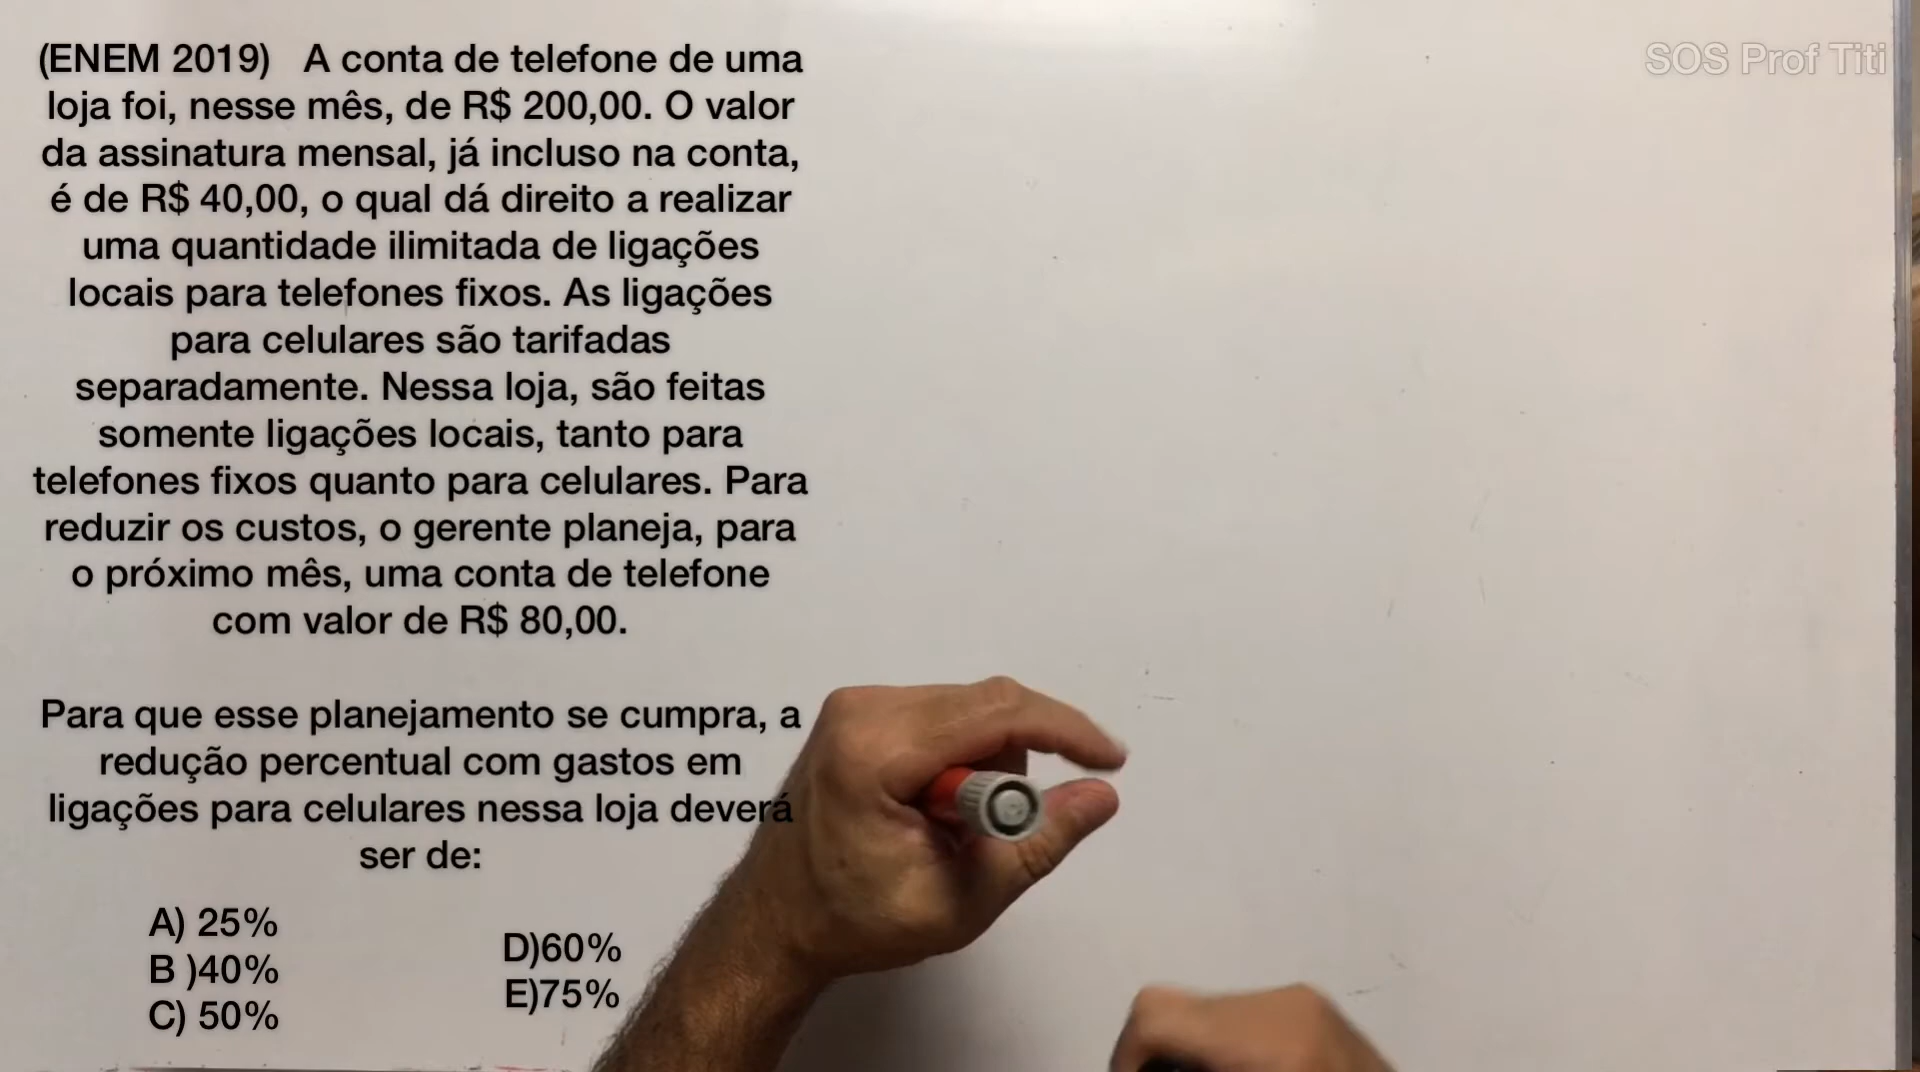 SOS Prof Titi
(ENEM 2019) A conta de telefone de uma
loja foi, nesse mês, de R$ 200,00. O valor
da assinatura mensal, já incluso na conta,
é de R$ 40,00, o qual dá direito a realizar
uma quantidade ilimitada de ligações
locais para telefones fixos. As ligações
para celulares são tarifadas
separadamente. Nessa loja, são feitas
somente ligações locais, tanto para
telefones fixos quanto para celulares. Para
reduzir os custos, o gerente planeja, para
o próximo mês, uma conta de telefone
com valor de R$ 80,00.
Para que esse planejamento se cumpra, a
redução percentual com gastos em
ligações para celulares nessa loja deverá
ser de:
A) 25%
B )40%
C) 50%
D)60%
E)75%